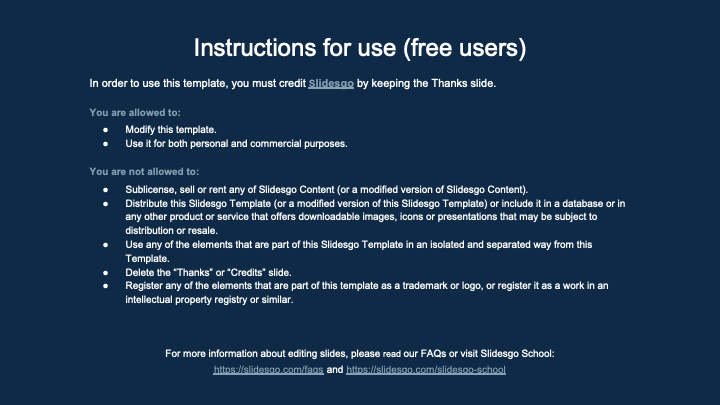 Instructions for use (free users)
In order to use this template, you must credit Slidesgo by keeping the Thanks slide.
You are allowed to:
● Modify this template.
● Use it for both personal and commercial purposes.
You are not allowed to:
● Sublicense, sell or rent any of Slidesgo Content (or a modified version of Slidesgo Content).
● Distribute this Slidesgo Template (or a modified version of this Slidesgo Template) or include it in a database or in
any other product or service that offers downloadable images, icons or presentations that may be subject to
distribution or resale.
● Use any of the elements that are part of this Slidesgo Template in an isolated and separated way from this
Template.
● Delete the “Thanks” or “Credits” slide.
● Register any of the elements that are part of this template as a trademark or logo, or register it as a work in an
intellectual property registry or similar.
For more information about editing slides, please read our FAQs or visit Slidesgo School:
https://slidesgo.com/faqs and https://slidesgo.com/slidesgo-school